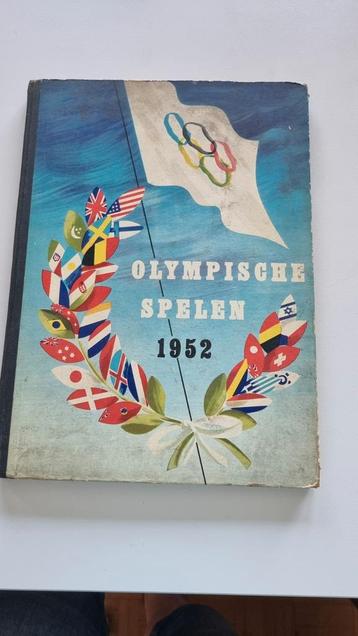 OLYMPISCHE
SPELEN
1952